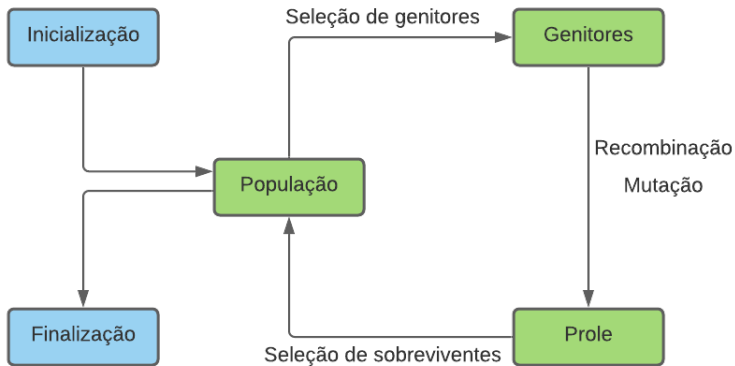 Seleção de genitores
Inicialização
Genitores
Recombinação
Mutação
População
Finalização
Prole
Seleção de sobreviventes